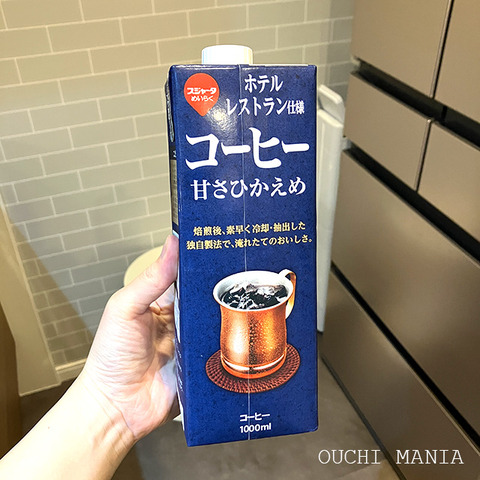 スジャータ
めいらく
ホテル
レストラン仕様
コーヒー
甘さひかえめ
焙煎後、素早く冷却・抽出した
独自製法で、淹れたてのおいしさ。
コーヒー
1000ml
OUCHI MANIA